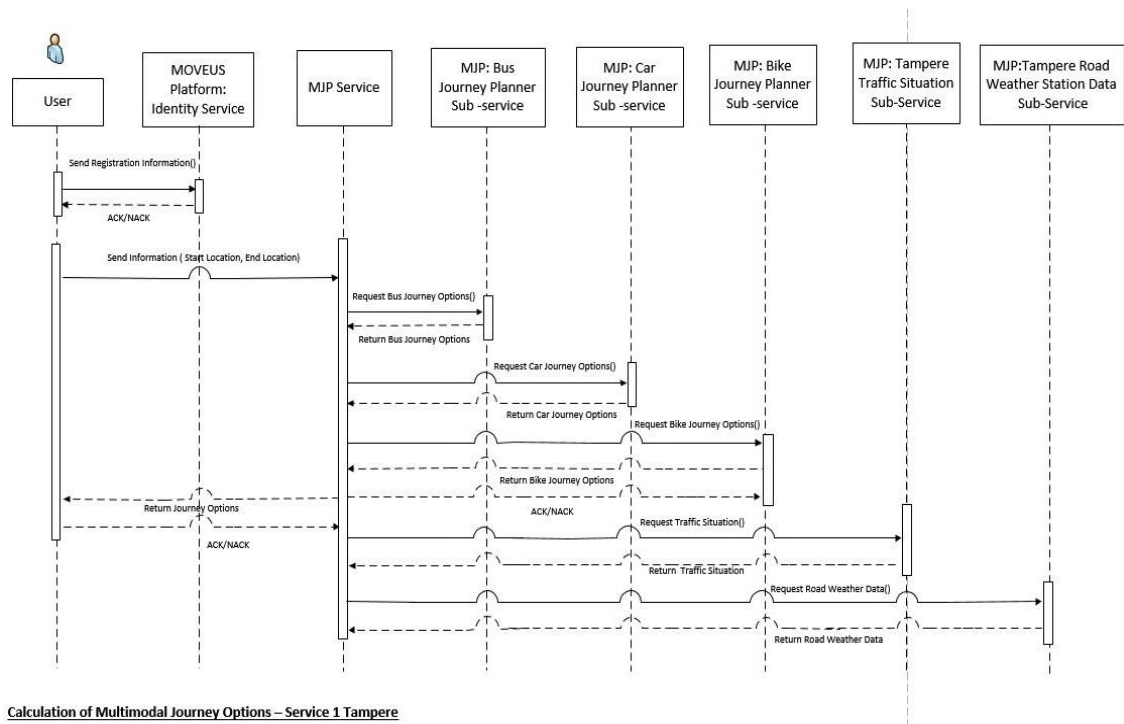 User
MOVEUS
Platform:
Identity Service
MJP Service
MJP: Bus
Journey Planner
Sub -service
MJP: Car
Journey Planner
Sub -service
MJP: Bike
Journey Planner
Sub -service
MJP: Tampere
Traffic Situation
Sub-Service
MJP:Tampere Road
Weather Station Data
Sub-Service
Send Registration Information()
ACK/NACK
Send Information ( Start Location, End Location)
Request Bus Journey Options()
Return Bus Journey Options
Request Car Journey Options()
Return Car Journey Options
Request Bike Journey Options()
Return Bike Journey Options
Return Journey Options
ACK/NACK
Request Traffic Situation()
ACK/NACK
Return Traffic Situation
Request Road Weather Data()
Return Road Weather Data
Calculation of Multimodal Journey Options – Service 1 Tampere